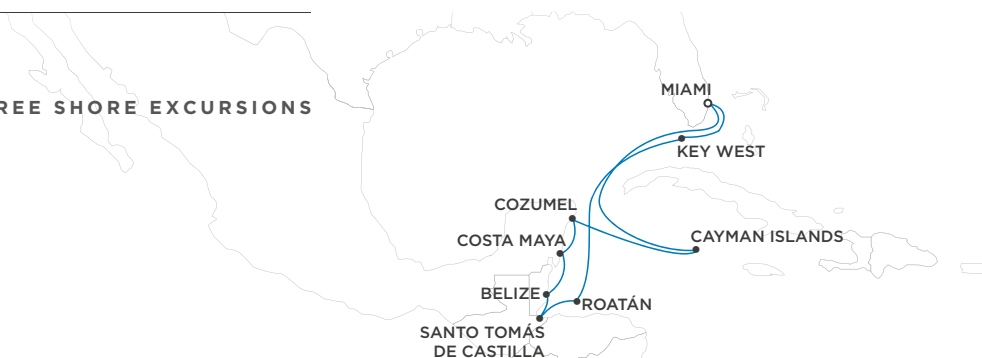 REE SHORE EXCURSIONS
MIAMI
KEY WEST
COZUMEL
COSTA MAYA
CAYMAN ISLANDS
BELIZE
ROATÁN
SANTO TOMÁS
DE CASTILLA